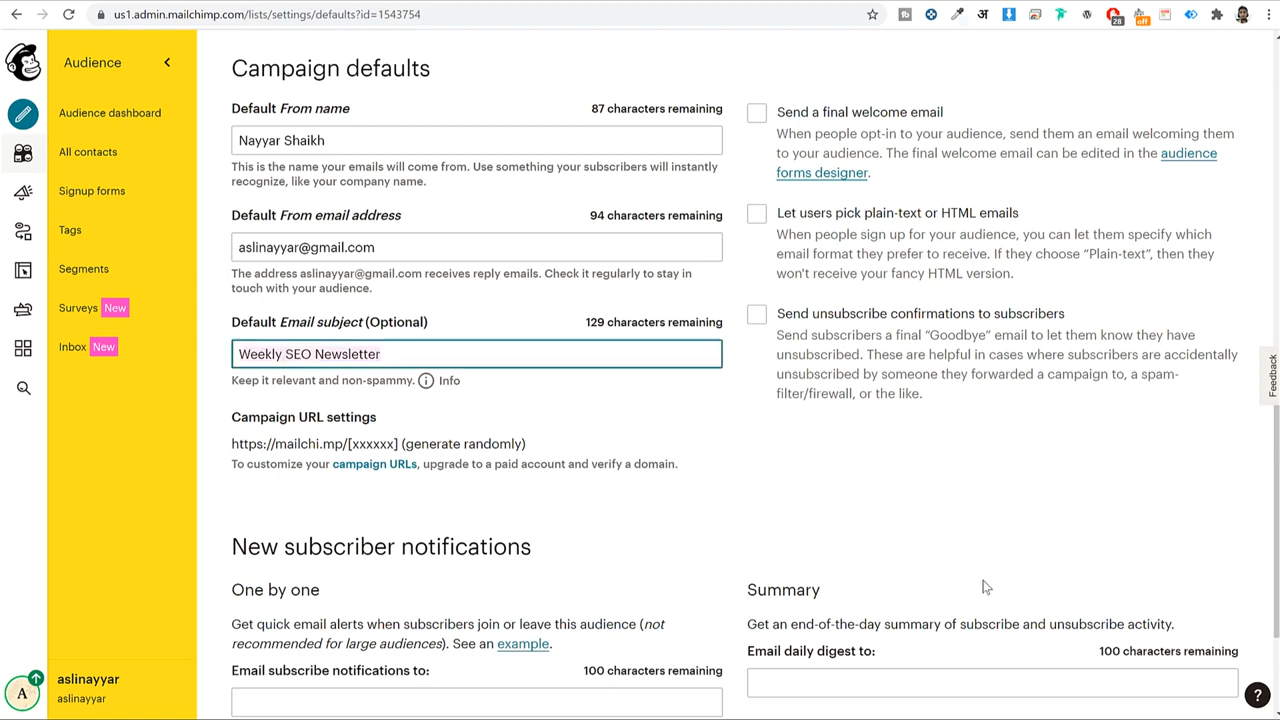 us1.admin.mailchimp.com/lists/settings/defaults?id=1543754
28
off
Audience
Audience dashboard
All contacts
Signup forms
Tags
Segments
Surveys New
Inbox New
A
aslinayyar
aslinayyar
Campaign defaults
Default From name
87 characters remaining
Nayyar Shaikh
This is the name your emails will come from. Use something your subscribers will instantly
recognize, like your company name.
Default From email address
94 characters remaining
aslinayyar@gmail.com
The address aslinayyar@gmail.com receives reply emails. Check it regularly to stay in
touch with your audience.
Default Email subject (Optional)
129 characters remaining
Weekly SEO Newsletter
Keep it relevant and non-spammy. i Info
Campaign URL settings
https://mailchi.mp/[xxxxxx] (generate randomly)
To customize your campaign URLs, upgrade to a paid account and verify a domain.
Send a final welcome email
When people opt-in to your audience, send them an email welcoming them
to your audience. The final welcome email can be edited in the audience
forms designer.
Let users pick plain-text or HTML emails
When people sign up for your audience, you can let them specify which
email format they prefer to receive. If they choose “Plain-text”, then they
won't receive your fancy HTML version.
Send unsubscribe confirmations to subscribers
Send subscribers a final “Goodbye” email to let them know they have
unsubscribed. These are helpful in cases where subscribers are accidentally
unsubscribed by someone they forwarded a campaign to, a spam-
filter/firewall, or the like.
Feedback
New subscriber notifications
One by one
Get quick email alerts when subscribers join or leave this audience (not
recommended for large audiences). See an example.
Email subscribe notifications to:
100 characters remaining
Summary
Get an end-of-the-day summary of subscribe and unsubscribe activity.
Email daily digest to:
100 characters remaining
?